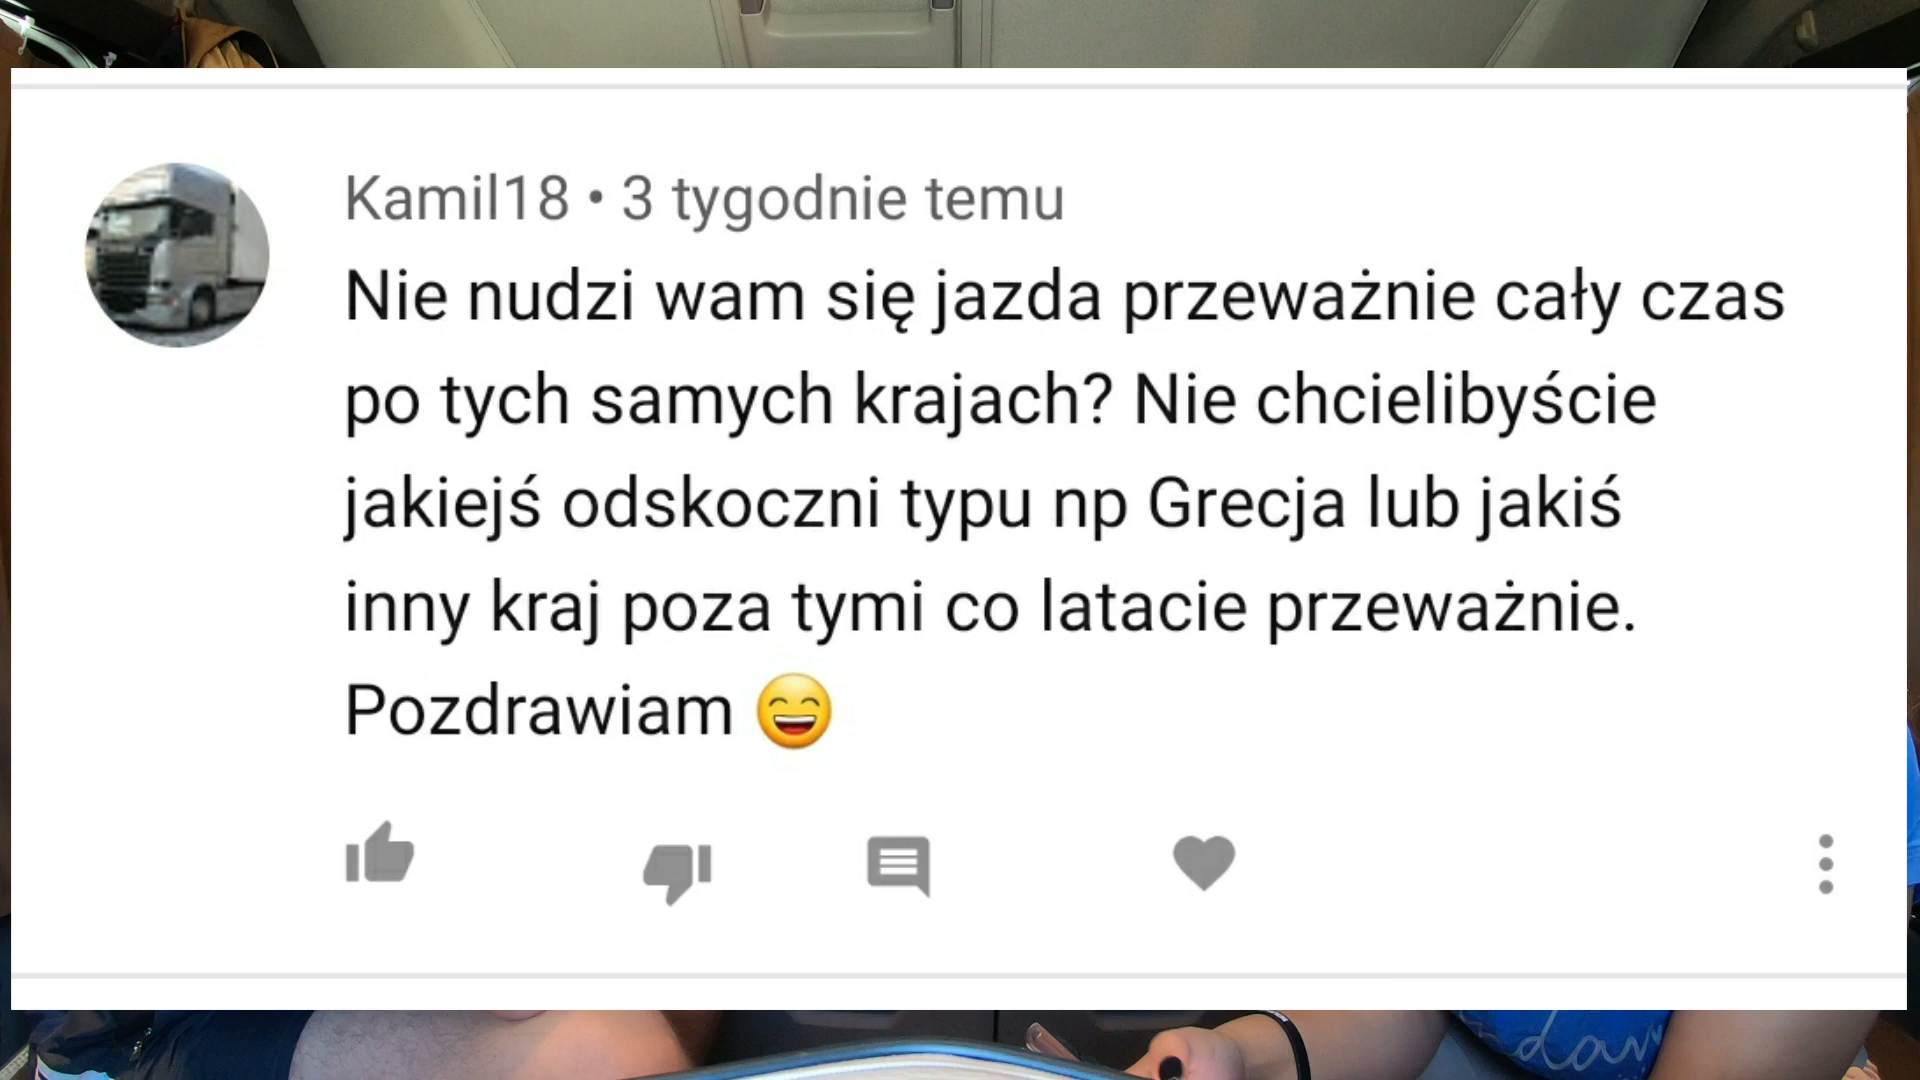 Kamil18 • 3 tygodnie temu
Nie nudzi wam się jazda przeważnie cały czas
po tych samych krajach? Nie chcielibyście
jakiejś odskoczni typu np Grecja lub jakiś
inny kraj poza tymi co latacie przeważnie.
Pozdrawiam 😄